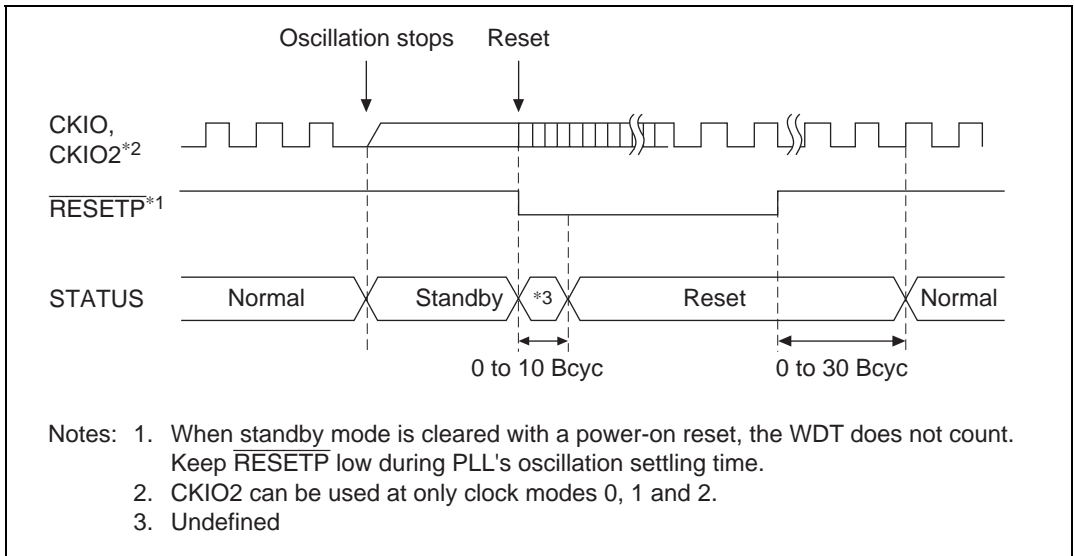 Oscillation stops Reset
CKIO,
CKIO2*2
RESETP*1
STATUS Normal Standby *3 Reset Normal
0 to 10 Bcyc 0 to 30 Bcyc
Notes: 1. When standby mode is cleared with a power-on reset, the WDT does not count.
Keep RESETP low during PLL's oscillation settling time.
2. CKIO2 can be used at only clock modes 0, 1 and 2.
3. Undefined